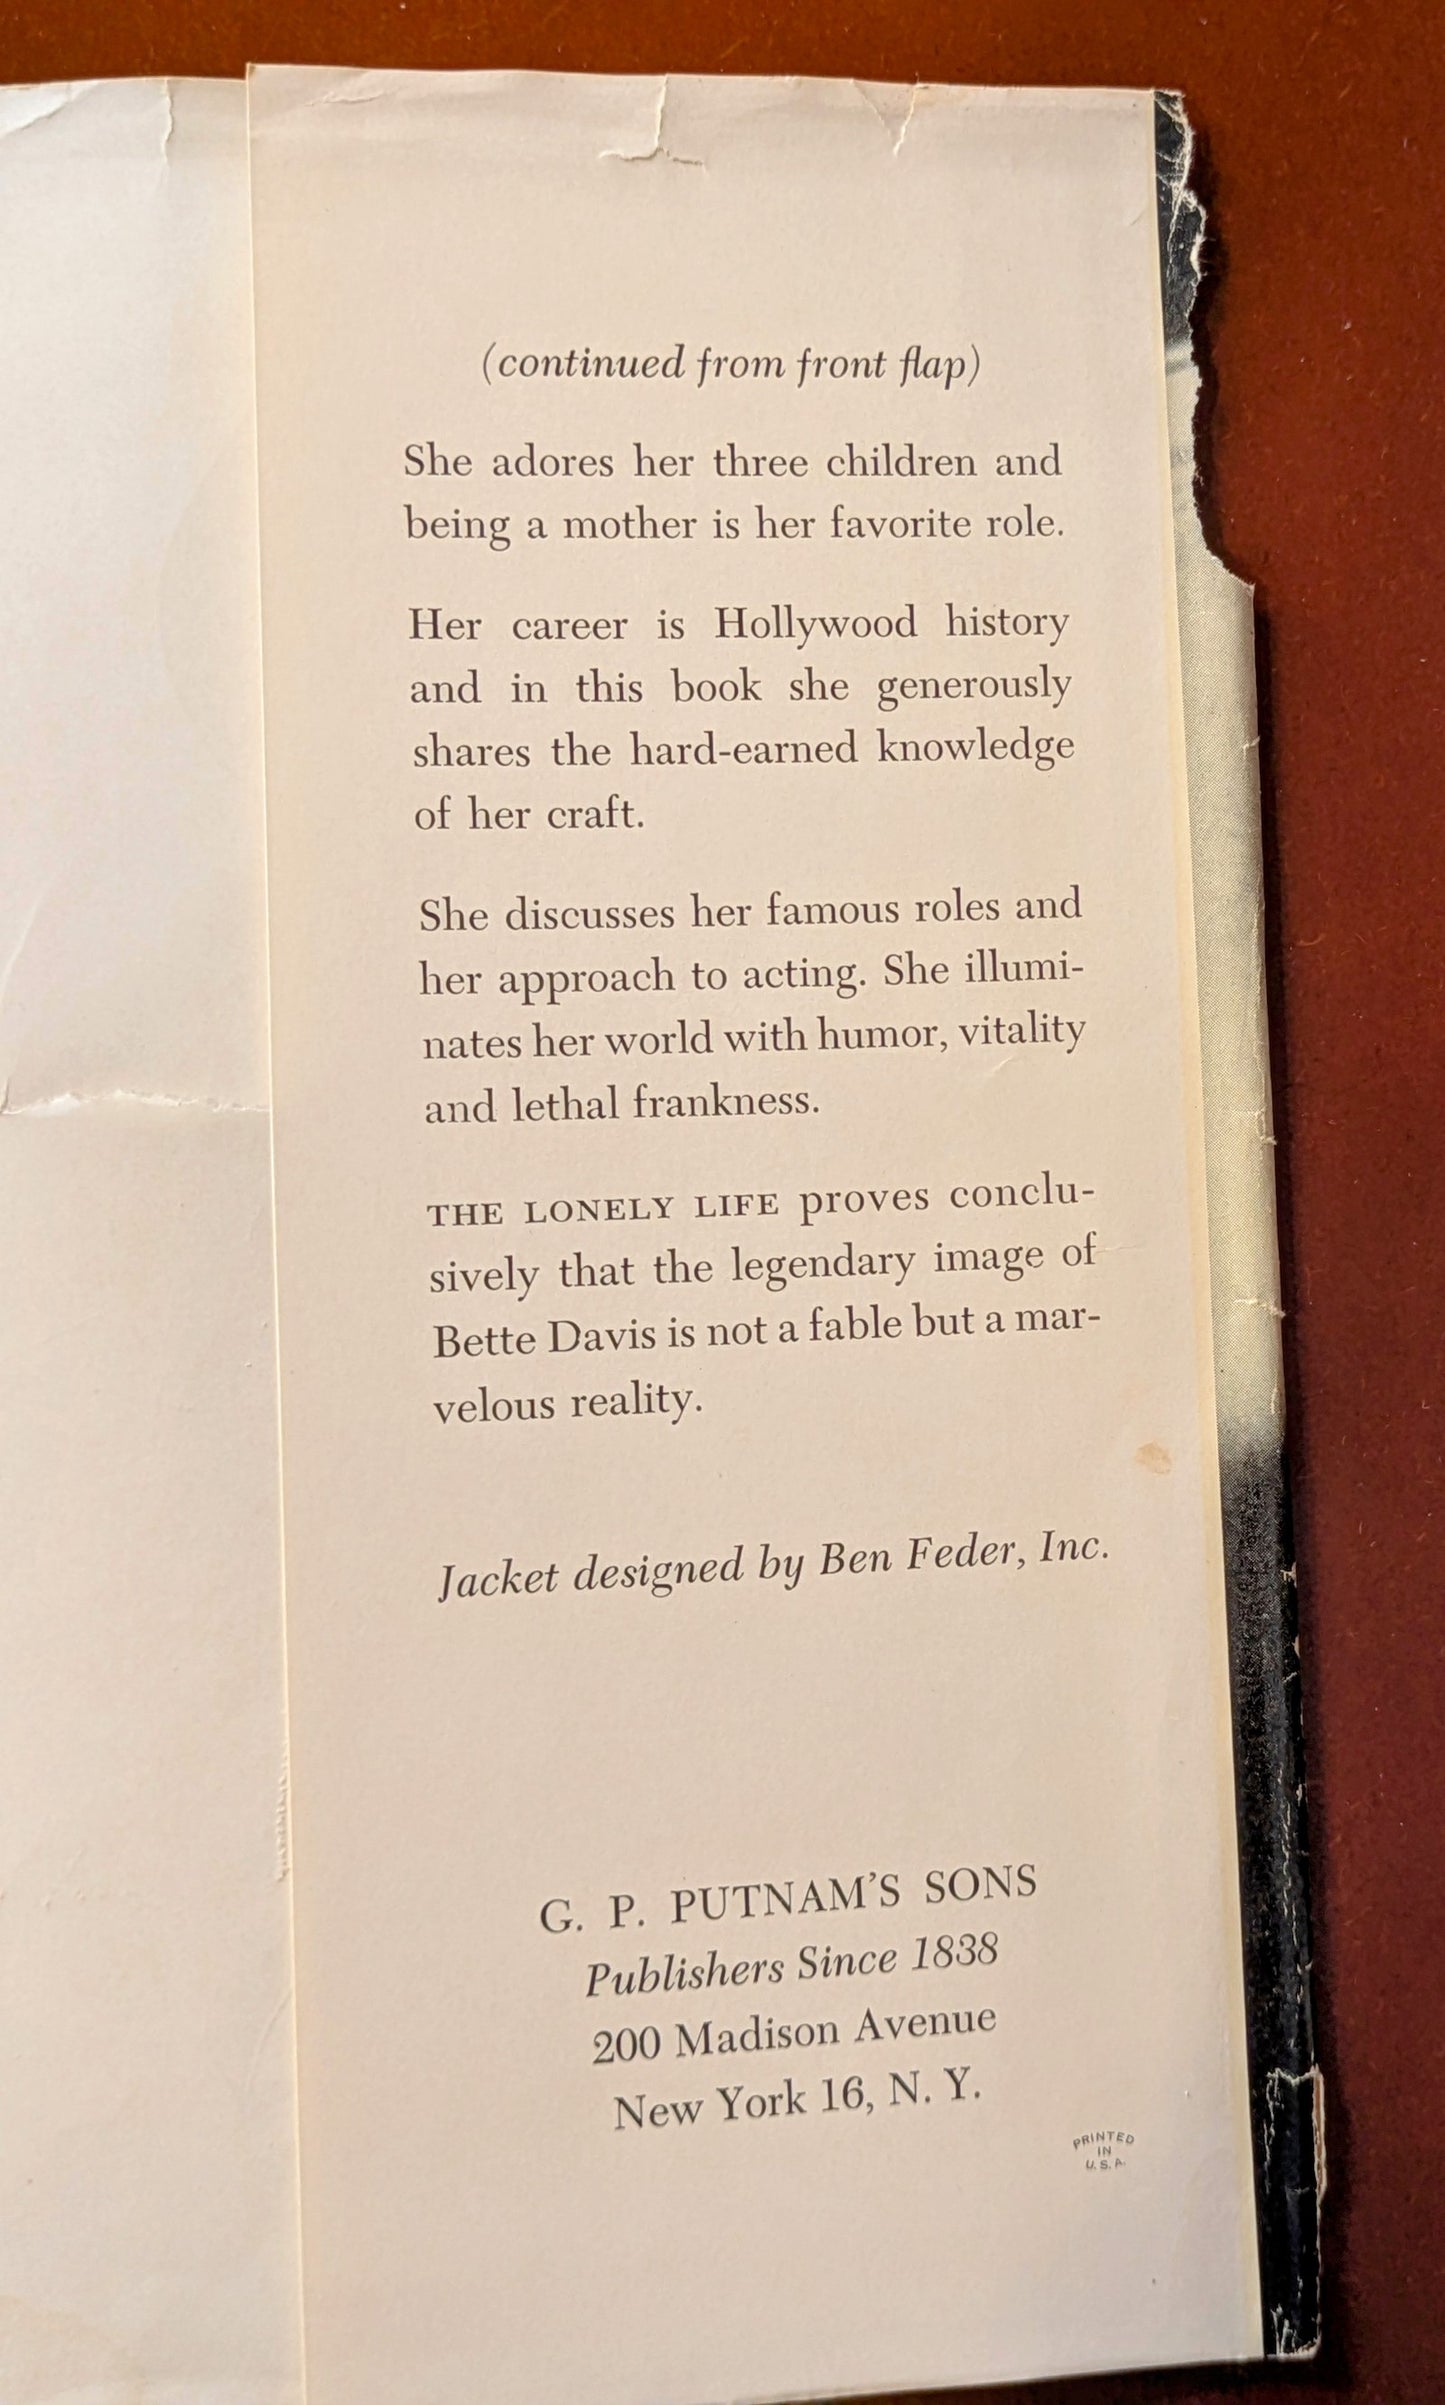 (continued from front flap)
She adores her three children and
being a mother is her favorite role.
Her career is Hollywood history
and in this book she generously
shares the hard-earned knowledge
of her craft.
She discusses her famous roles and
her approach to acting. She illumi-
nates her world with humor, vitality
and lethal frankness.
THE LONELY LIFE proves conclu-
sively that the legendary image of
Bette Davis is not a fable but a mar-
velous reality.
Jacket designed by Ben Feder, Inc.
G. P. PUTNAM'S SONS
Publishers Since 1838
200 Madison Avenue
New York 16, N. Y.
PRINTED
IN
U. S. A.